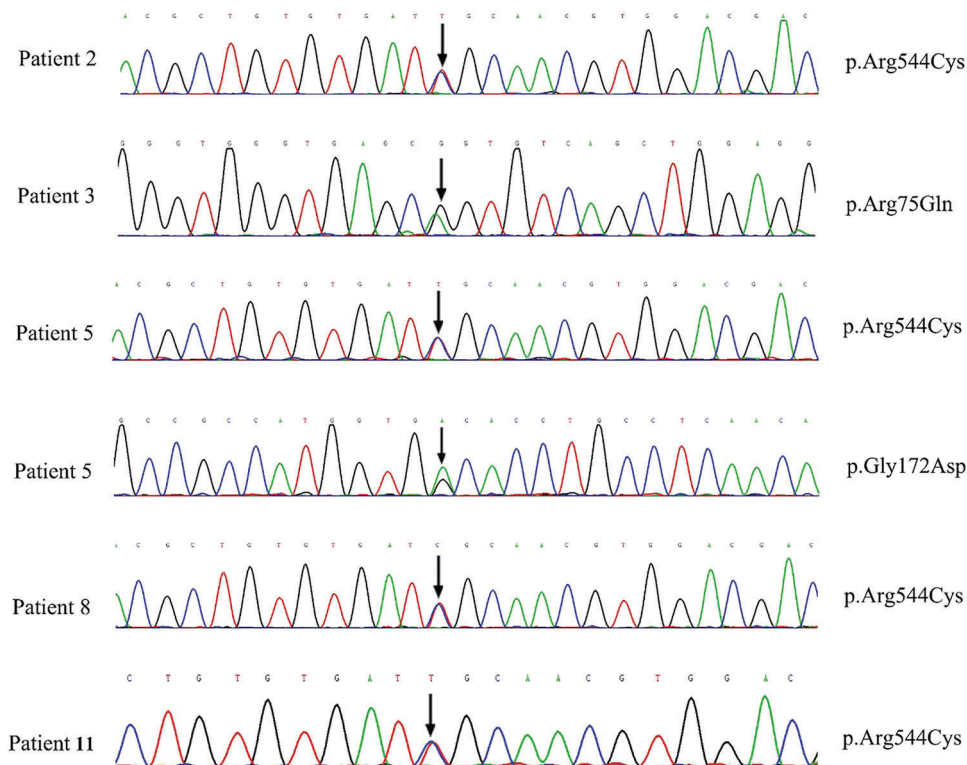 A C G C T G T G T G A T T G C A A C G T G G A C G A C
Patient 2
p.Arg544Cys
G G G T G G G T G A G C G G T G T C A G C T G G A G G
Patient 3
p.Arg75Gln
A C G C T G T G T G A T T G C A A C G T G G A C G A C
Patient 5
p.Arg544Cys
G C C G C C A T G G T G A C A C C T G C C T C A A C A
Patient 5
p.Gly172Asp
A C G C T G T G T G A T C G C A A C G T G G A C G A C
Patient 8
p.Arg544Cys
C T G T G T G A T T G C A A C G T G G A C
Patient 11
p.Arg544Cys